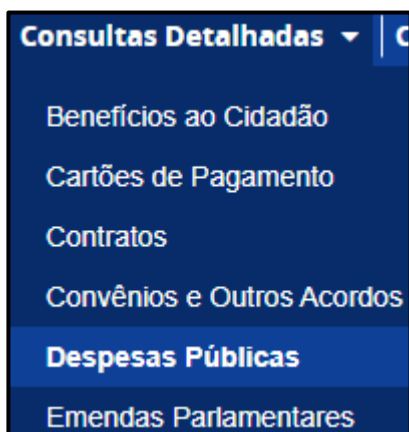 Consultas Detalhadas
Benefícios ao Cidadão
Cartões de Pagamento
Contratos
Convênios e Outros Acordos
Despesas Públicas
Emendas Parlamentares